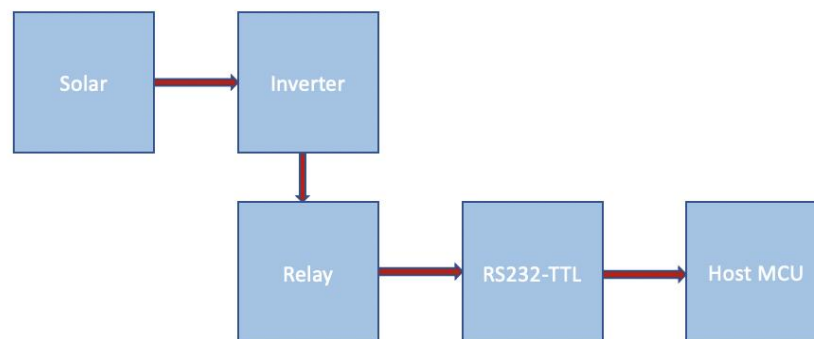 Solar
Inverter
Relay
RS232-TTL
Host MCU